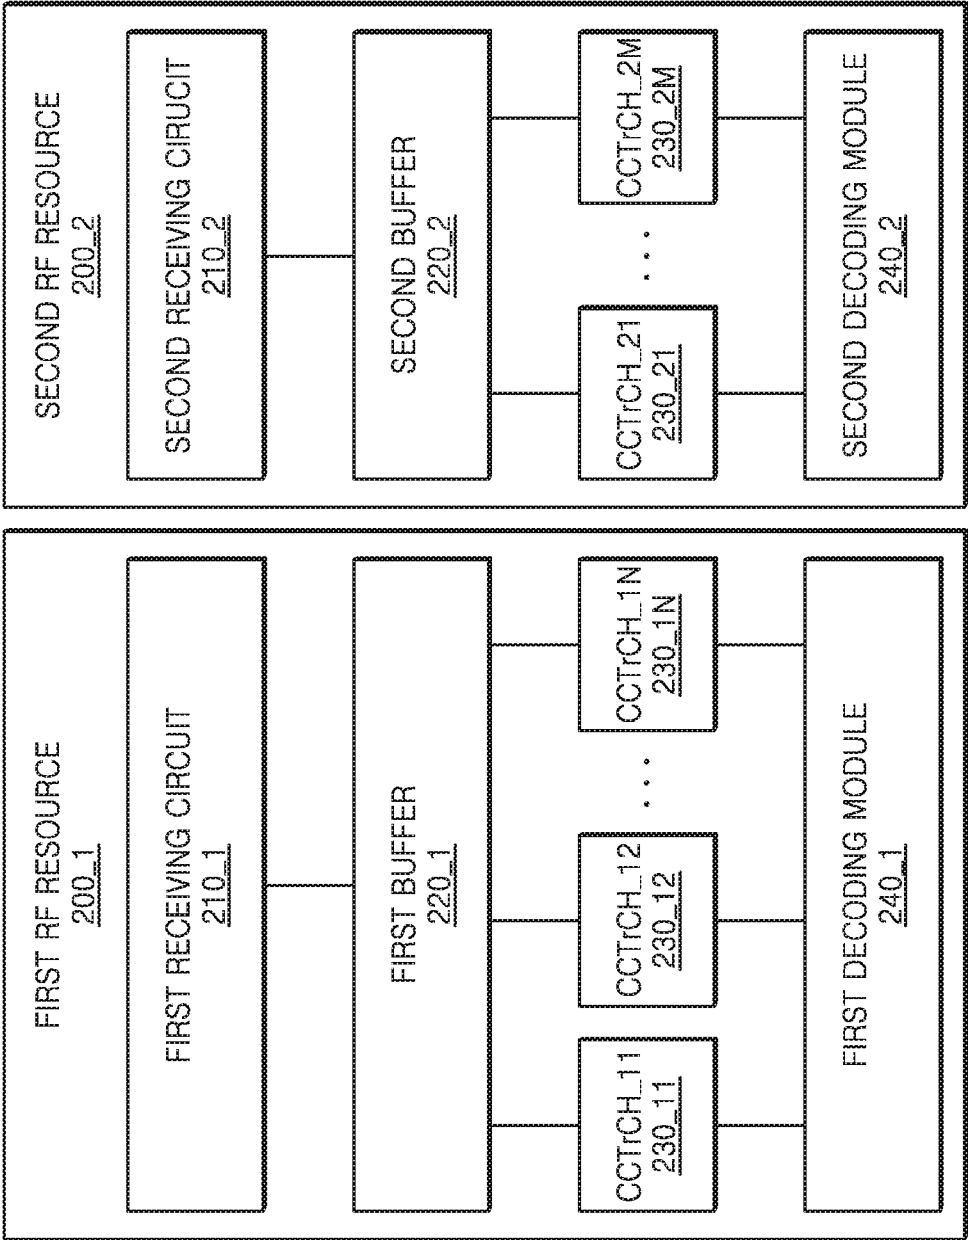 FIRST RF RESOURCE
200_1
FIRST RECEIVING CIRCUIT
210_1
FIRST BUFFER
220_1
CCTrCH_11
230_11
CCTrCH_12
230_12
. . .
CCTrCH_1N
230_1N
FIRST DECODING MODULE
240_1
SECOND RF RESOURCE
200_2
SECOND RECEIVING CIRUCIT
210_2
SECOND BUFFER
220_2
CCTrCH_21
230_21
. . .
CCTrCH_2M
230_2M
SECOND DECODING MODULE
240_2